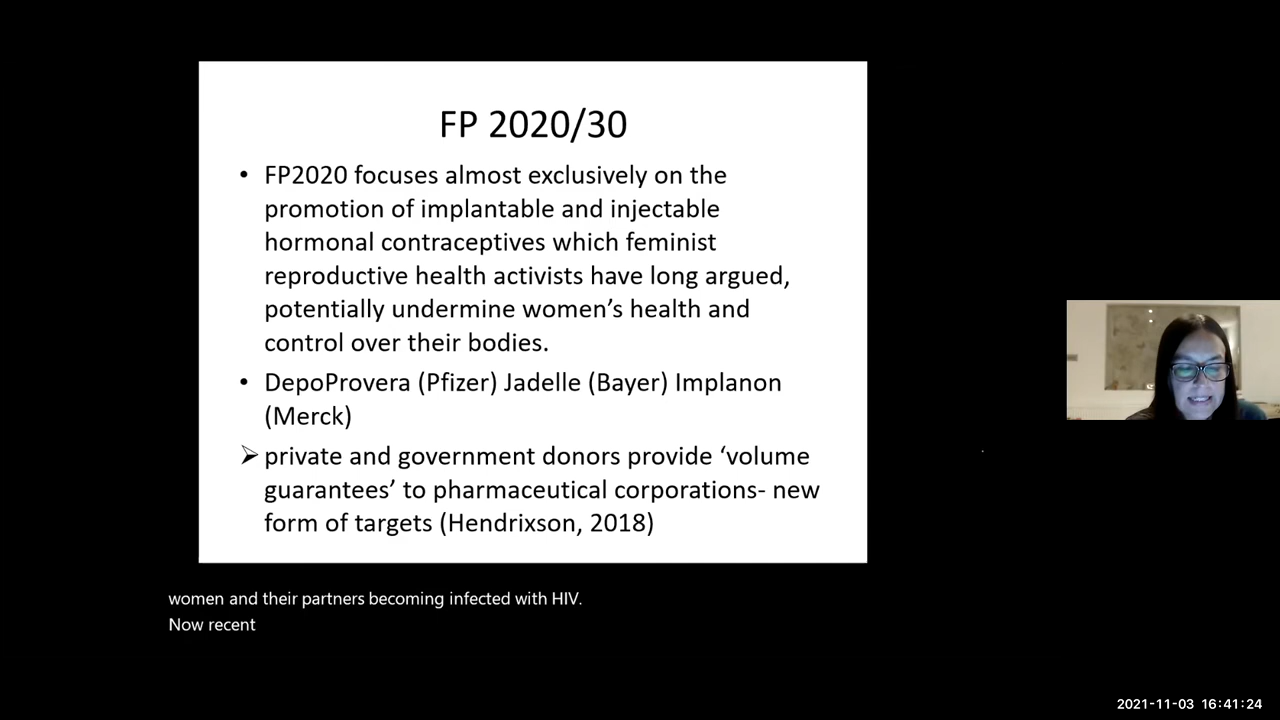 FP 2020/30
• FP2020 focuses almost exclusively on the
promotion of implantable and injectable
hormonal contraceptives which feminist
reproductive health activists have long argued,
potentially undermine women’s health and
control over their bodies.
• DepoProvera (Pfizer) Jadelle (Bayer) Implanon
(Merck)
➢ private and government donors provide ‘volume
guarantees’ to pharmaceutical corporations- new
form of targets (Hendrixson, 2018)
women and their partners becoming infected with HIV.
Now recent
2021-11-03 16:41:24